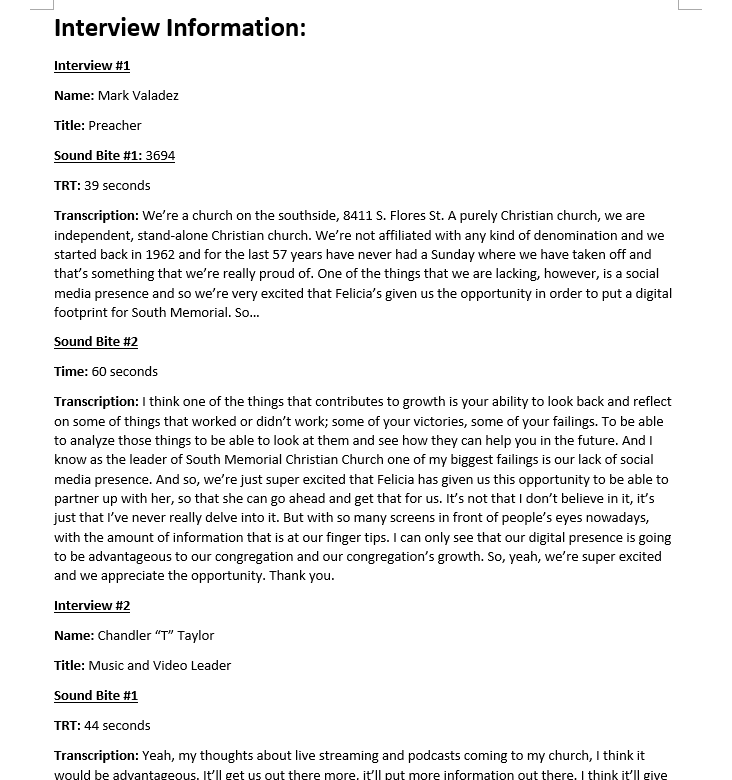 Interview Information:
Interview #1
Name: Mark Valadez
Title: Preacher
Sound Bite #1: 3694
TRT: 39 seconds
Transcription: We’re a church on the southside, 8411 S. Flores St. A purely Christian church, we are
independent, stand-alone Christian church. We’re not affiliated with any kind of denomination and we
started back in 1962 and for the last 57 years have never had a Sunday where we have taken off and
that’s something that we’re really proud of. One of the things that we are lacking, however, is a social
media presence and so we’re very excited that Felicia’s given us the opportunity in order to put a digital
footprint for South Memorial. So…
Sound Bite #2
Time: 60 seconds
Transcription: I think one of the things that contributes to growth is your ability to look back and reflect
on some of things that worked or didn’t work; some of your victories, some of your failings. To be able
to analyze those things to be able to look at them and see how they can help you in the future. And I
know as the leader of South Memorial Christian Church one of my biggest failings is our lack of social
media presence. And so, we’re just super excited that Felicia has given us this opportunity to be able to
partner up with her, so that she can go ahead and get that for us. It’s not that I don’t believe in it, it’s
just that I’ve never really delve into it. But with so many screens in front of people’s eyes nowadays,
with the amount of information that is at our finger tips. I can only see that our digital presence is going
to be advantageous to our congregation and our congregation’s growth. So, yeah, we’re super excited
and we appreciate the opportunity. Thank you.
Interview #2
Name: Chandler “T” Taylor
Title: Music and Video Leader
Sound Bite #1
TRT: 44 seconds
Transcription: Yeah, my thoughts about live streaming and podcasts coming to my church, I think it
would be advantageous. It’ll get us out there more, it’ll put more information out there. I think it’ll give